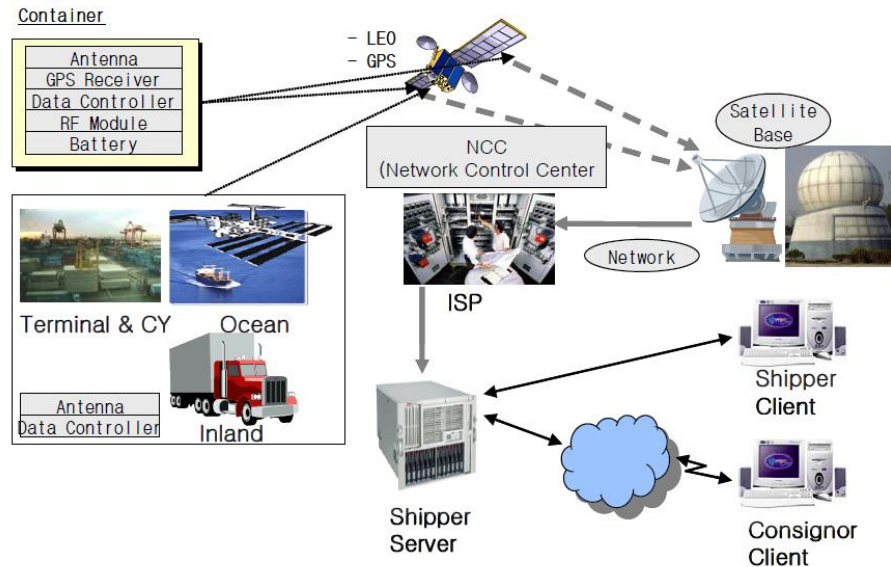 Container
Antenna
GPS Receiver
Data Controller
RF Module
Battery
- LEO
- GPS
Satellite
Base
NCC
(Network Control Center
Network
ISP
Terminal & CY
Ocean
Antenna
Data Controller
Inland
Shipper
Server
Shipper
Client
Consignor
Client